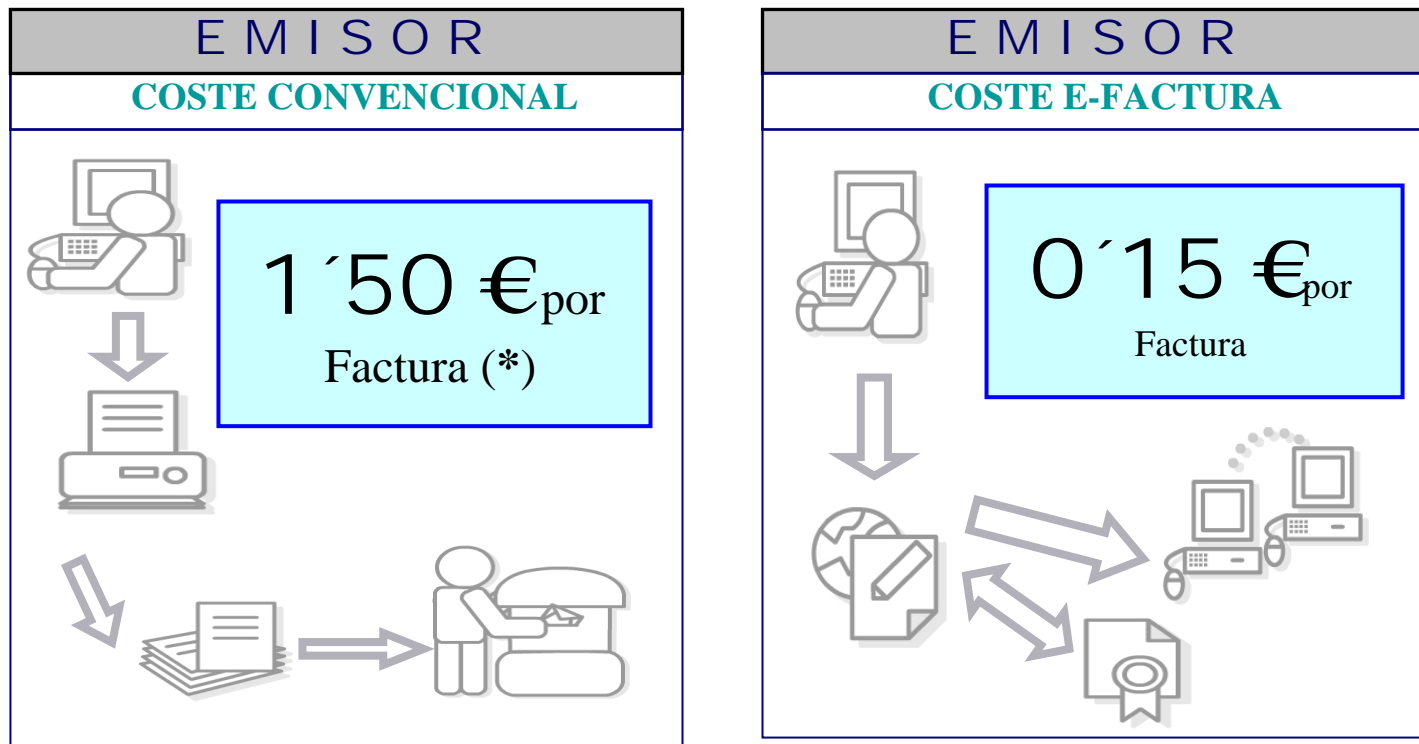 EMISOR
COSTE CONVENCIONAL
1´50 €por
Factura (*)
EMISOR
COSTE E-FACTURA
0´15 €por
Factura